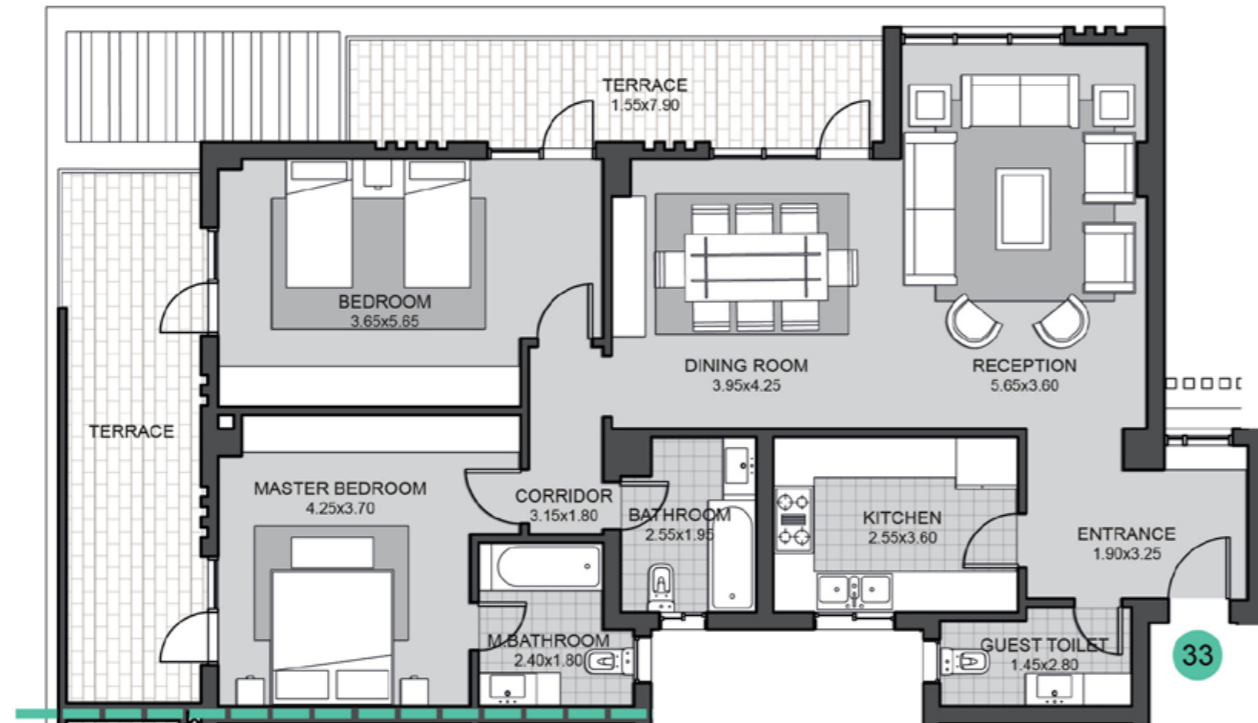 TERRACE
1.55x7.90
BEDROOM
3.65x5.65
DINING ROOM
3.95x4.25
RECEPTION
5.65x3.60
TERRACE
MASTER BEDROOM
4.25x3.70
CORRIDOR
3.15x1.80
BATHROOM
2.55x1.95
KITCHEN
2.55x3.60
ENTRANCE
1.90x3.25
M.BATHROOM
2.40x1.80
GUEST TOILET
1.45x2.80
33